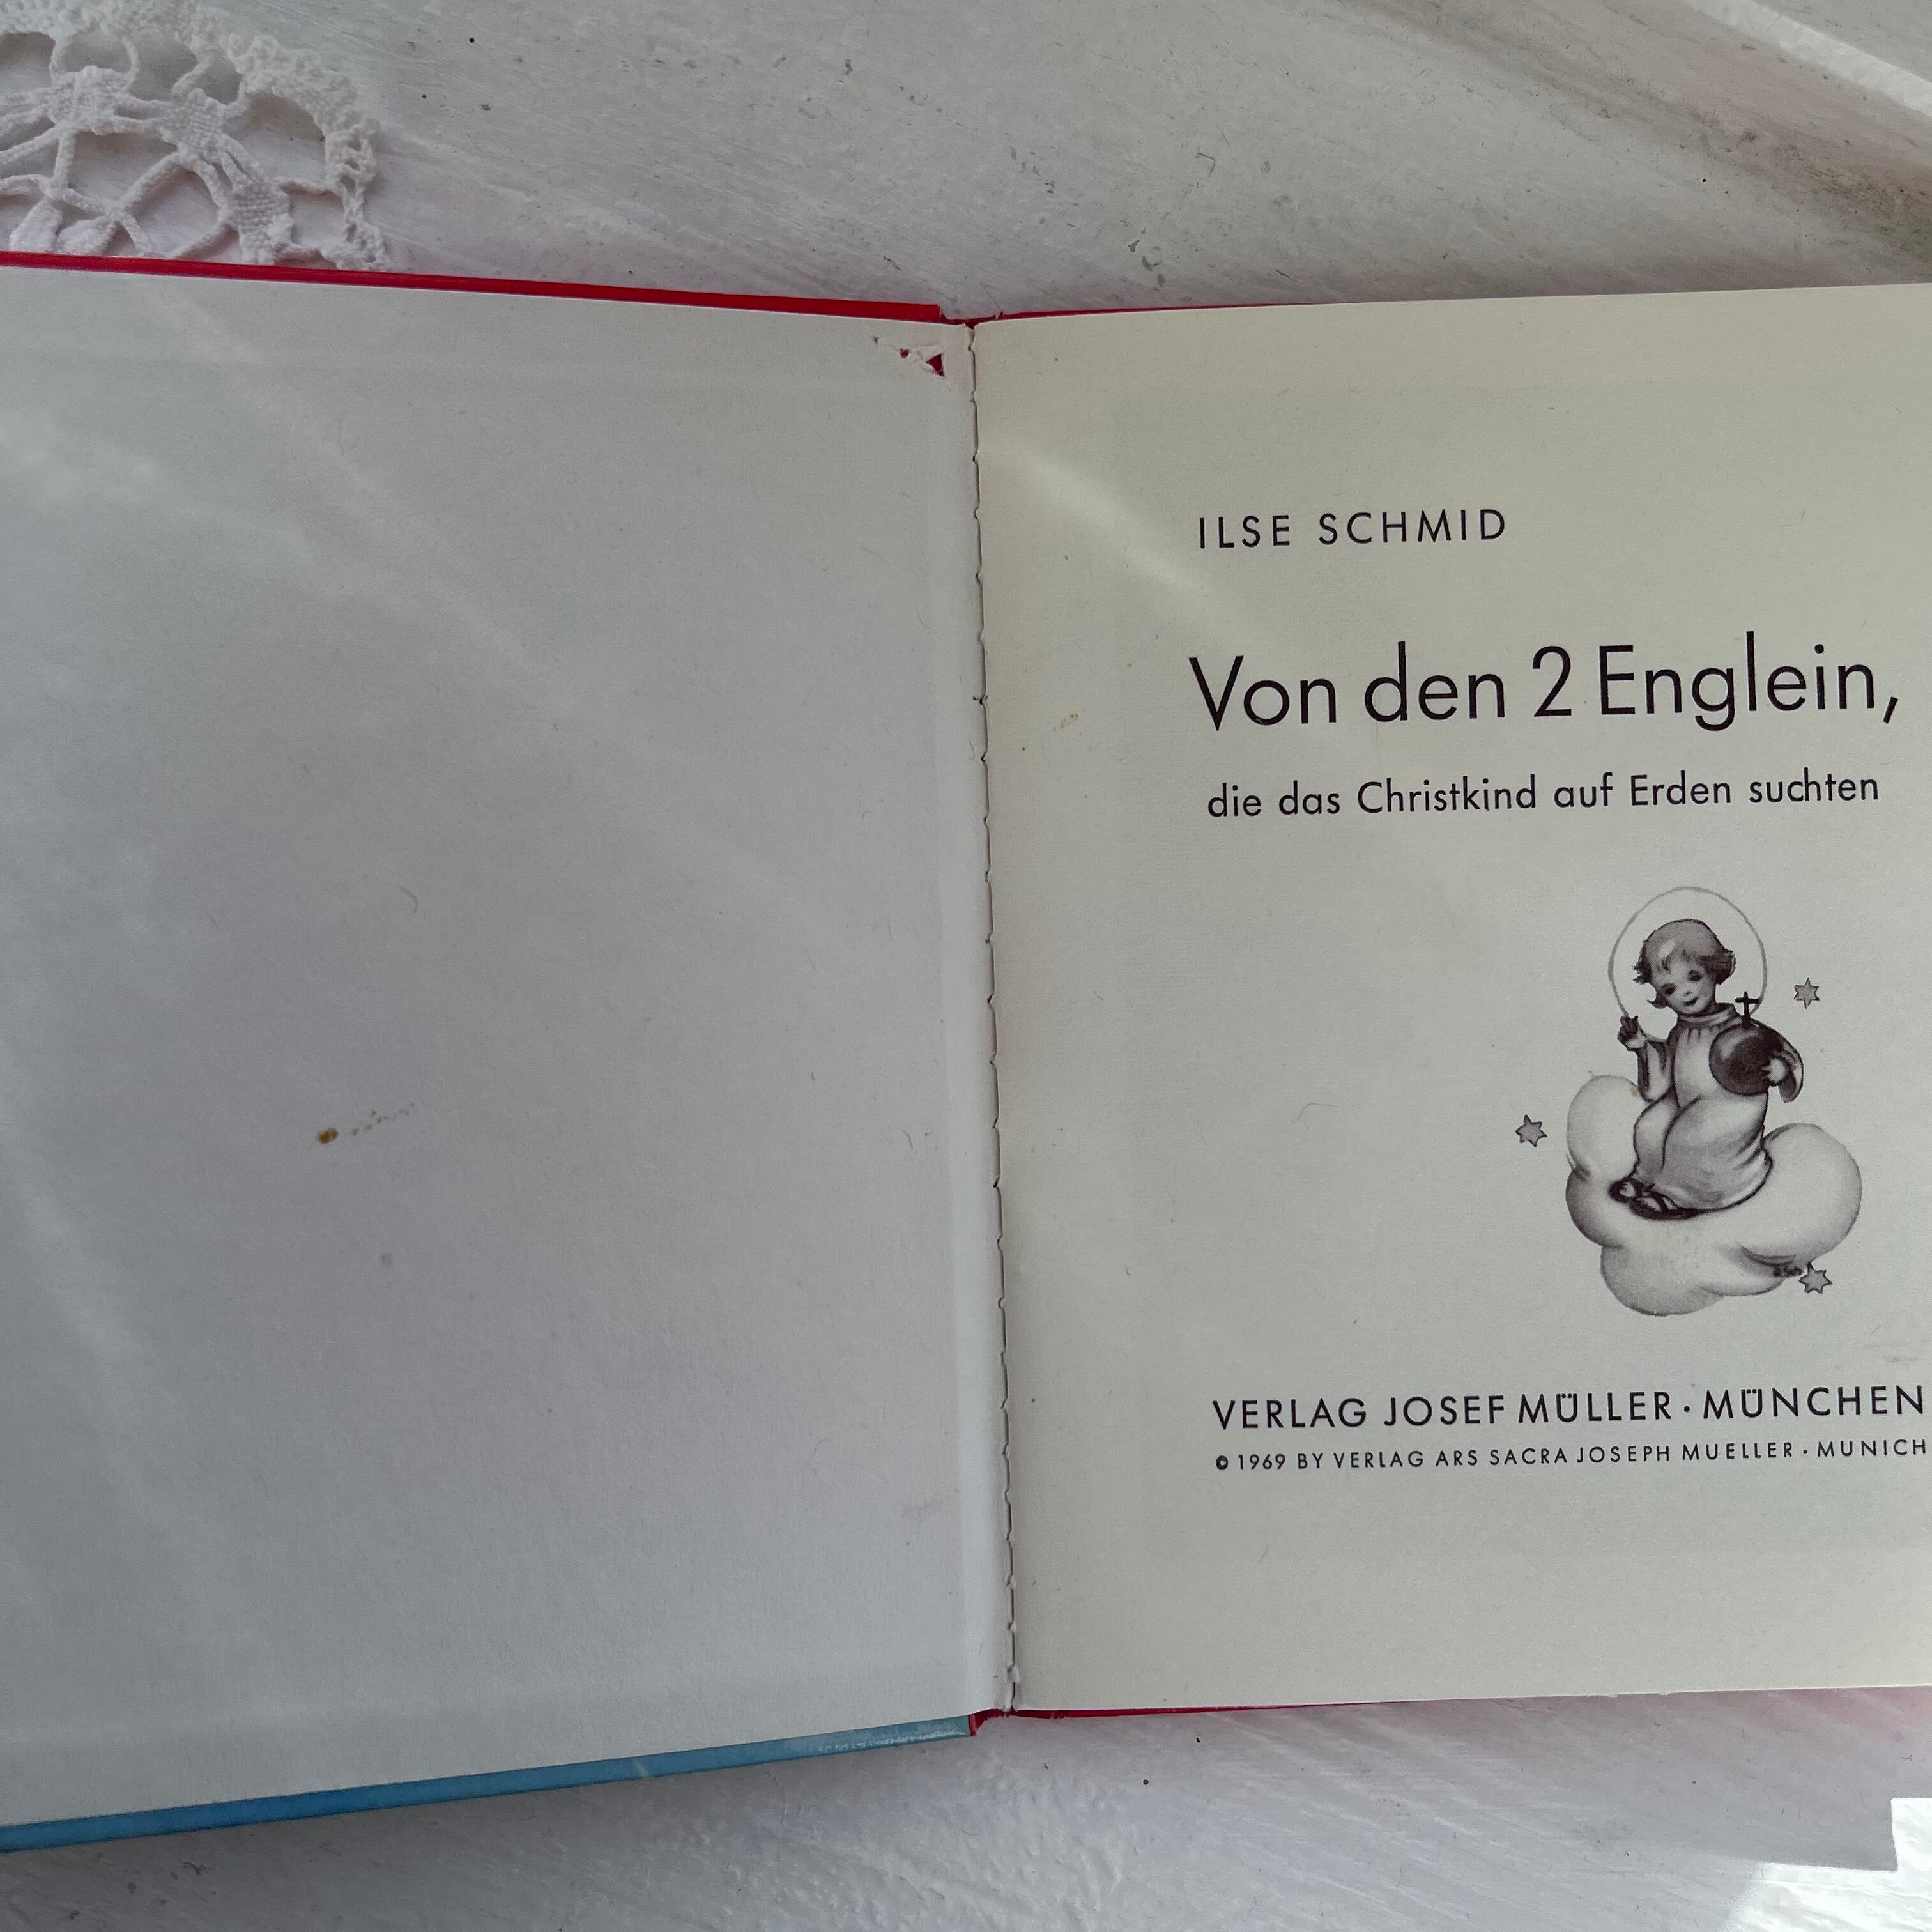 ILSE SCHMID
Von den 2 Englein,
die das Christkind auf Erden suchten
VERLAG JOSEF MÜLLER · MÜNCHEN
© 1969 BY VERLAG ARS SACRA JOSEPH MUELLER · MUNICH